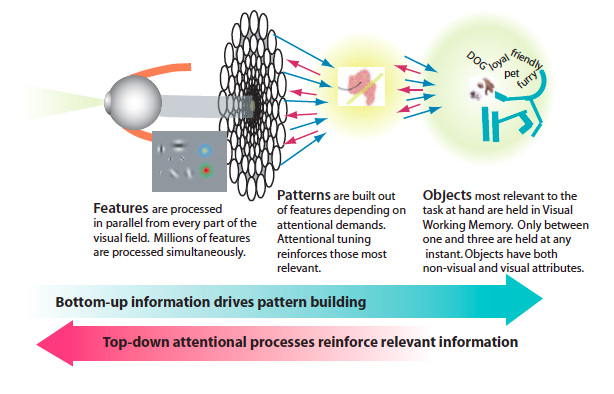 DOG loyal friendly
pet
furry
Features are processed
in parallel from every part of the
visual field. Millions of features
are processed simultaneously.
Patterns are built out
of features depending on
attentional demands.
Attentional tuning
reinforces those most
relevant.
Objects most relevant to the
task at hand are held in Visual
Working Memory. Only between
one and three are held at any
instant. Objects have both
non-visual and visual attributes.
Bottom-up information drives pattern building
Top-down attentional processes reinforce relevant information